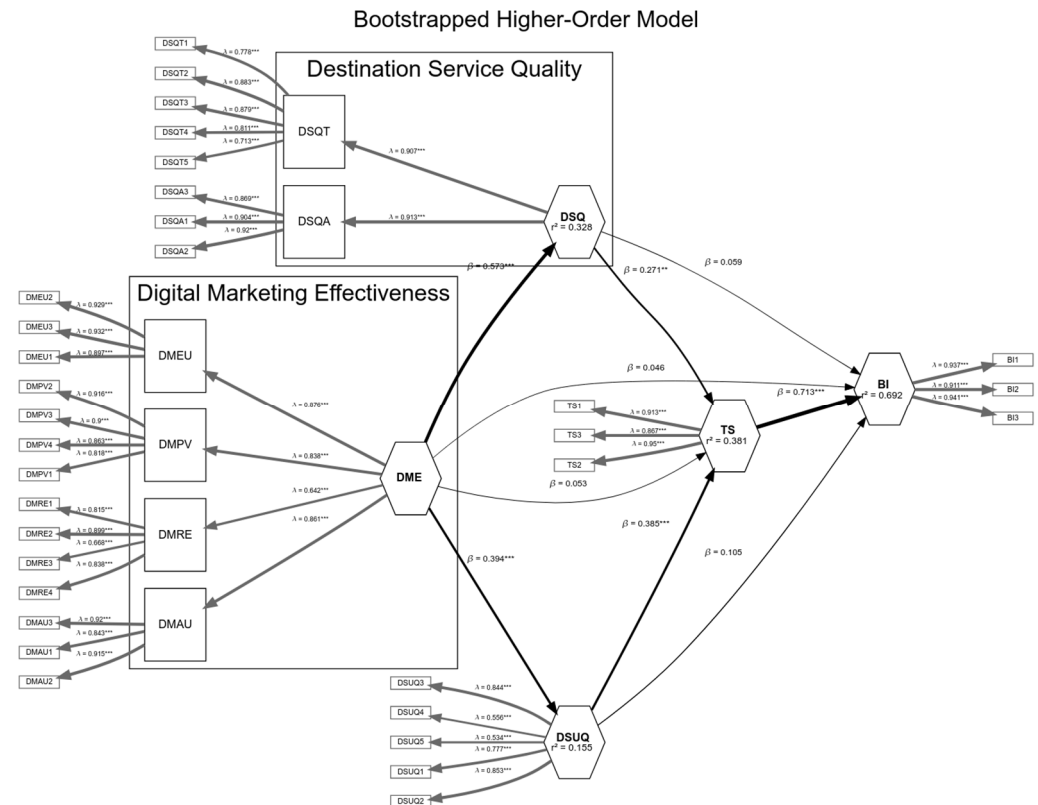 Bootstrapped Higher-Order Model
Destination Service Quality
DSQT1
DSQT2
DSQT3
DSQT4
DSQT5
λ = 0.778***
λ = 0.883***
λ = 0.879***
λ = 0.811***
λ = 0.713***
DSQT
λ = 0.907***
DSQA3
DSQA1
DSQA2
λ = 0.869***
λ = 0.904***
λ = 0.92***
DSQA
λ = 0.913***
DSQ
r² = 0.328
β = 0.573***
β = 0.271**
β = 0.059
Digital Marketing Effectiveness
DMEU2
DMEU3
DMEU1
λ = 0.929***
λ = 0.932***
λ = 0.897***
DMEU
λ = 0.876***
DMPV2
DMPV3
DMPV4
DMPV1
λ = 0.916***
λ = 0.9***
λ = 0.863***
λ = 0.818***
DMPV
λ = 0.838***
DMRE1
DMRE2
DMRE3
DMRE4
λ = 0.815***
λ = 0.899***
λ = 0.668***
λ = 0.838***
DMRE
λ = 0.642***
DMAU3
DMAU1
DMAU2
λ = 0.92***
λ = 0.843***
λ = 0.915***
DMAU
λ = 0.861***
DME
β = 0.046
β = 0.053
β = 0.394***
TS1
TS3
TS2
λ = 0.913***
λ = 0.867***
λ = 0.95***
TS
r² = 0.381
β = 0.713***
β = 0.385***
β = 0.105
BI
r² = 0.692
λ = 0.937***
λ = 0.911***
λ = 0.941***
BI1
BI2
BI3
DSUQ3
DSUQ4
DSUQ5
DSUQ1
DSUQ2
λ = 0.844***
λ = 0.556***
λ = 0.534***
λ = 0.777***
λ = 0.853***
DSUQ
r² = 0.155